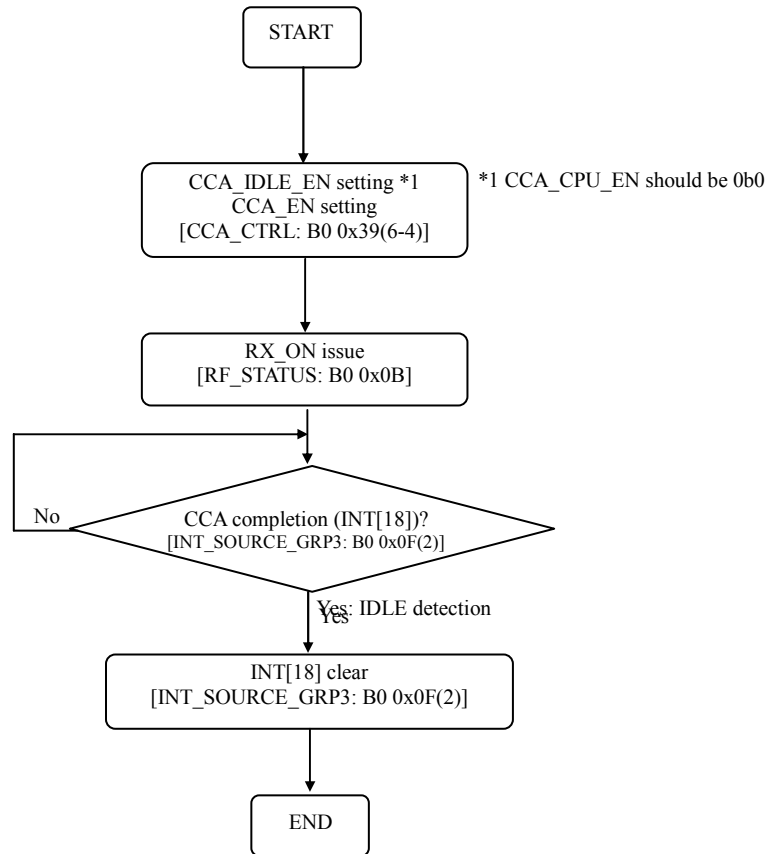 START
CCA_IDLE_EN setting *1
CCA_EN setting
[CCA_CTRL: B0 0x39(6-4)]
*1 CCA_CPU_EN should be 0b0
RX_ON issue
[RF_STATUS: B0 0x0B]
No
CCA completion (INT[18])?
[INT_SOURCE_GRP3: B0 0x0F(2)]
Yes: IDLE detection
Yes
INT[18] clear
[INT_SOURCE_GRP3: B0 0x0F(2)]
END